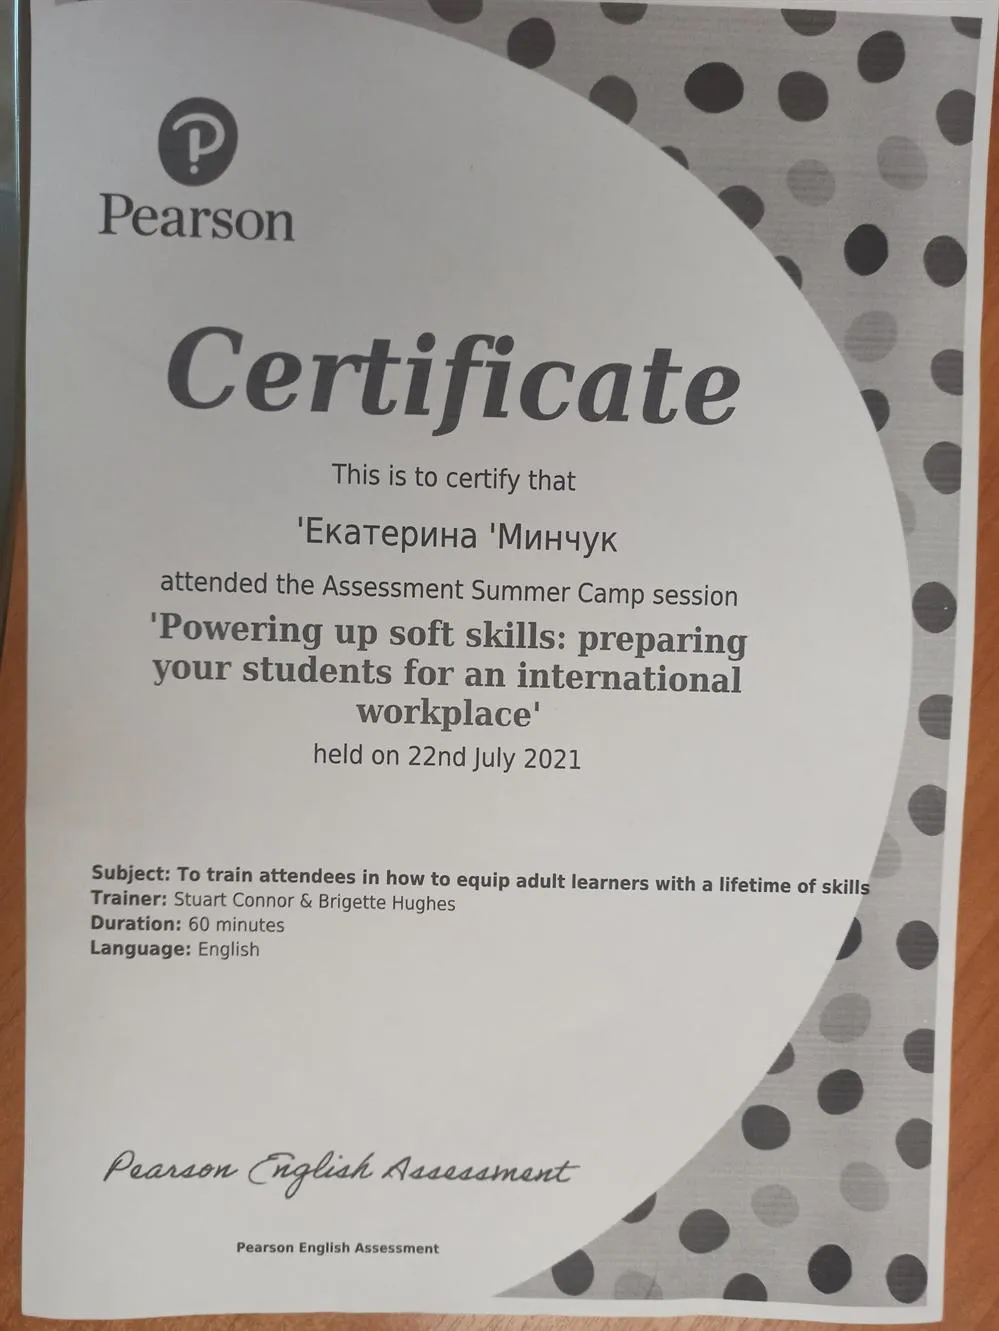 Pearson
Certificate
This is to certify that
'Екатерина 'Минчук
attended the Assessment Summer Camp session
'Powering up soft skills: preparing
your students for an international
workplace'
held on 22nd July 2021
Subject: To train attendees in how to equip adult learners with a lifetime of skills
Trainer: Stuart Connor & Brigette Hughes
Duration: 60 minutes
Language: English
Pearson English Assessment
Pearson English Assessment